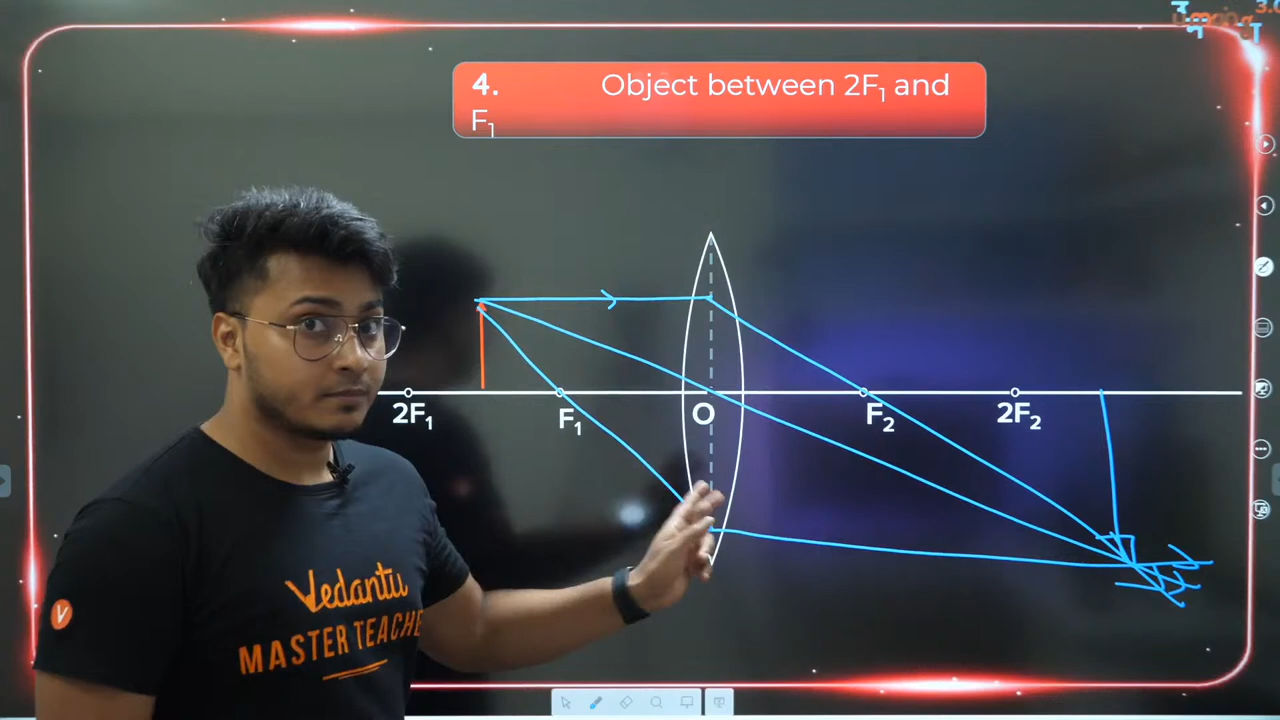 4. Object between 2F₁ and
F₁
2F₁
F₁
O
F₂
2F₂
Vedantu
MASTER TEACHE
V